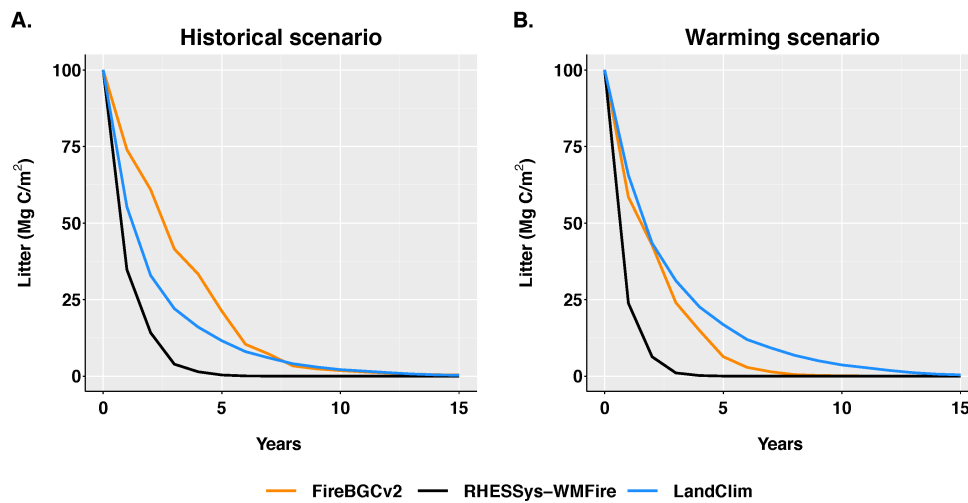 A.
Historical scenario
100
75
50
25
0
Litter (Mg C/m²)
0 5 10 15
Years
B.
Warming scenario
100
75
50
25
0
Litter (Mg C/m²)
0 5 10 15
Years
FireBGCv2 RHESSys−WMFire LandClim